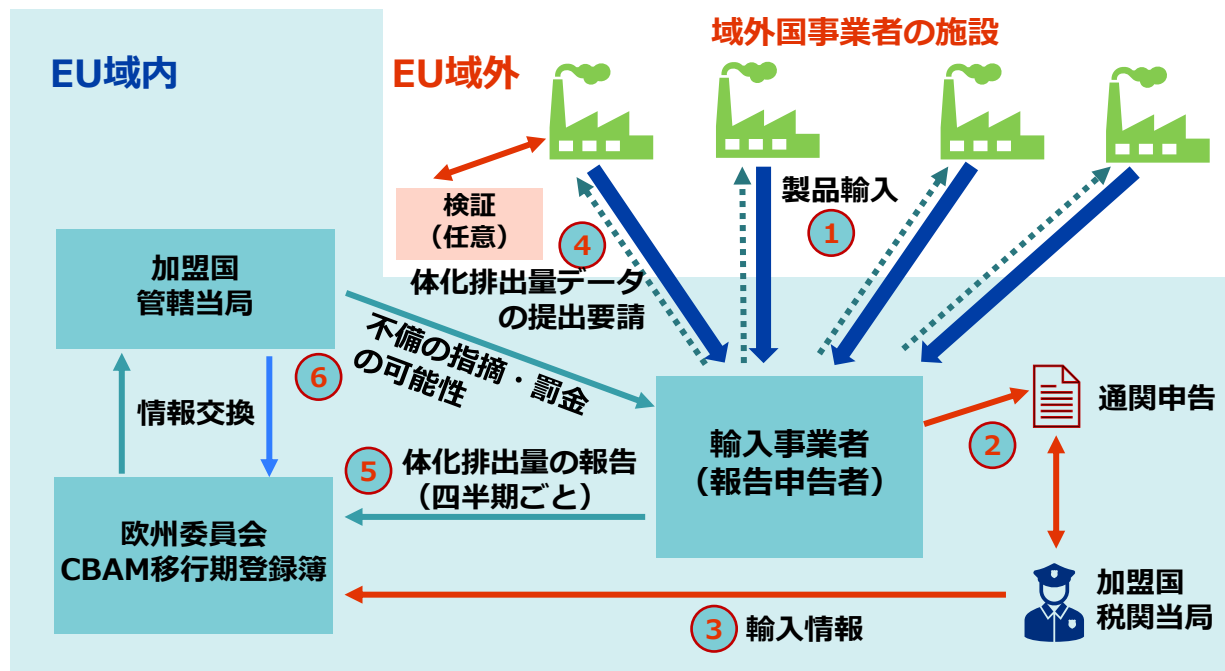 域外国事業者の施設
EU域内
EU域外
製品輸入
①
検証
（任意）
④
体化排出量データ
の提出要請
加盟国
管轄当局
不備の指摘・罰金
の可能性
⑥
情報交換
輸入事業者
（報告申告者）
②
通関申告
⑤
体化排出量の報告
（四半期ごと）
欧州委員会
CBAM移行期登録簿
加盟国
税関当局
③
輸入情報